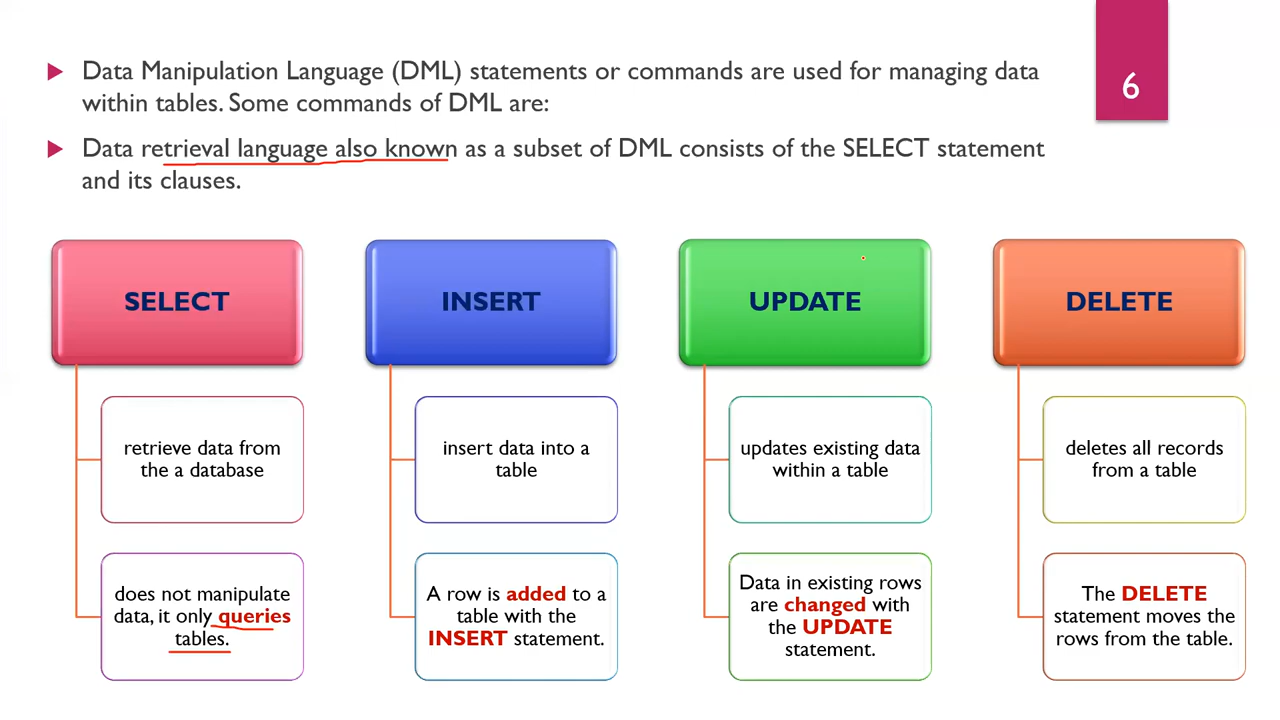 6
Data Manipulation Language (DML) statements or commands are used for managing data
within tables. Some commands of DML are:
Data retrieval language also known as a subset of DML consists of the SELECT statement
and its clauses.
SELECT
retrieve data from
the a database
does not manipulate
data, it only queries
tables.
INSERT
insert data into a
table
A row is added to a
table with the
INSERT statement.
UPDATE
updates existing data
within a table
Data in existing rows
are changed with
the UPDATE
statement.
DELETE
deletes all records
from a table
The DELETE
statement moves the
rows from the table.